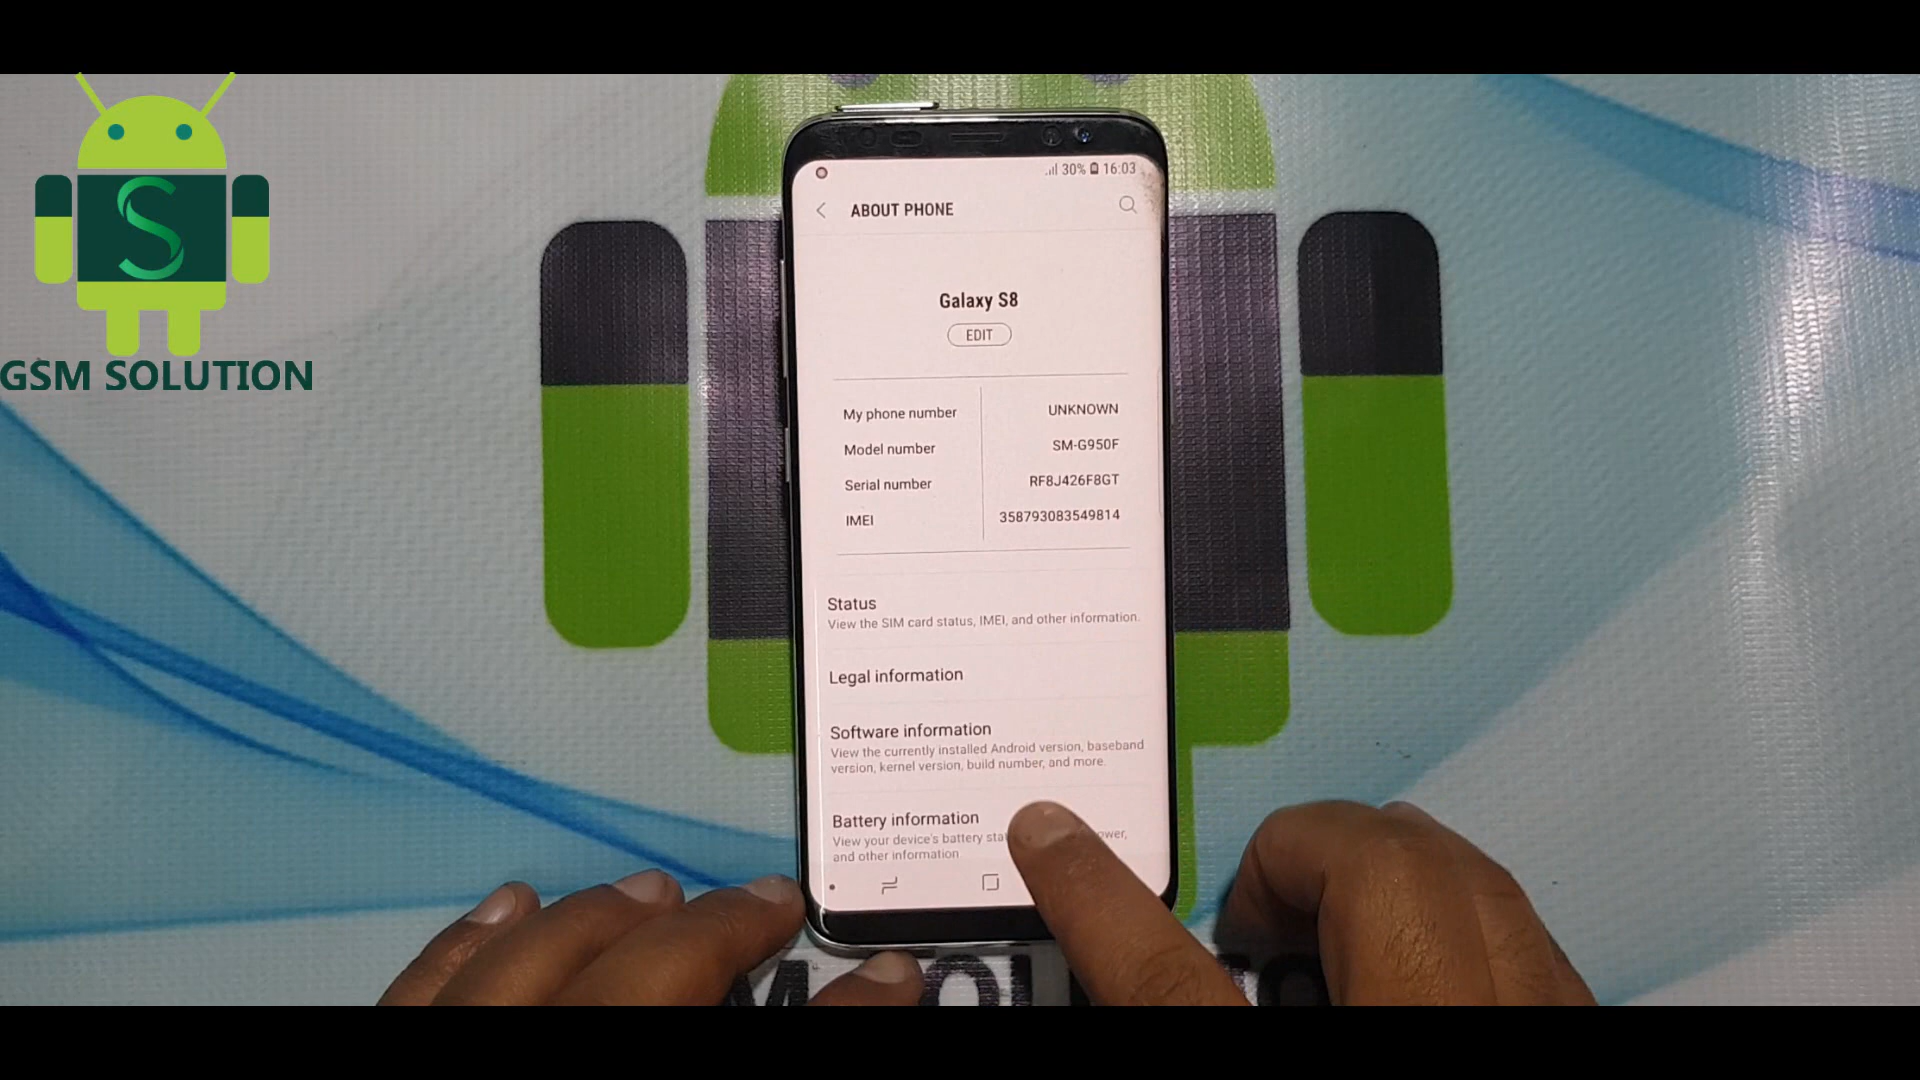 GSM SOLUTION
S
30% 16:03
ABOUT PHONE
Galaxy S8
EDIT
My phone number UNKNOWN
Model number SM-G950F
Serial number RF8J426F8GT
IMEI 358793083549814
Status
View the SIM card status, IMEI, and other information.
Legal information
Software information
View the currently installed Android version, baseband
version, kernel version, build number, and more.
Battery information
View your device's battery
and other information.